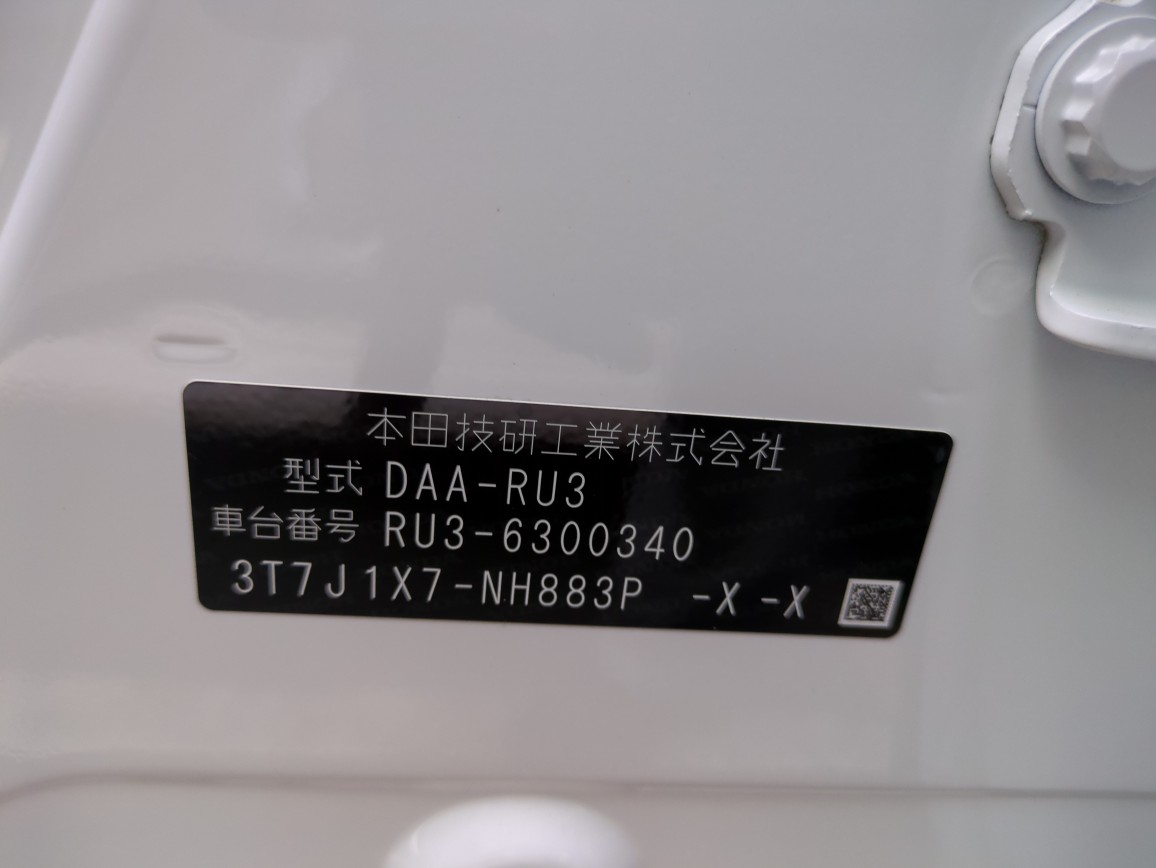 本田技研工業株式会社
型式 DAA-RU3
車台番号 RU3-6300340
3T7J1X7-NH883P -X -X